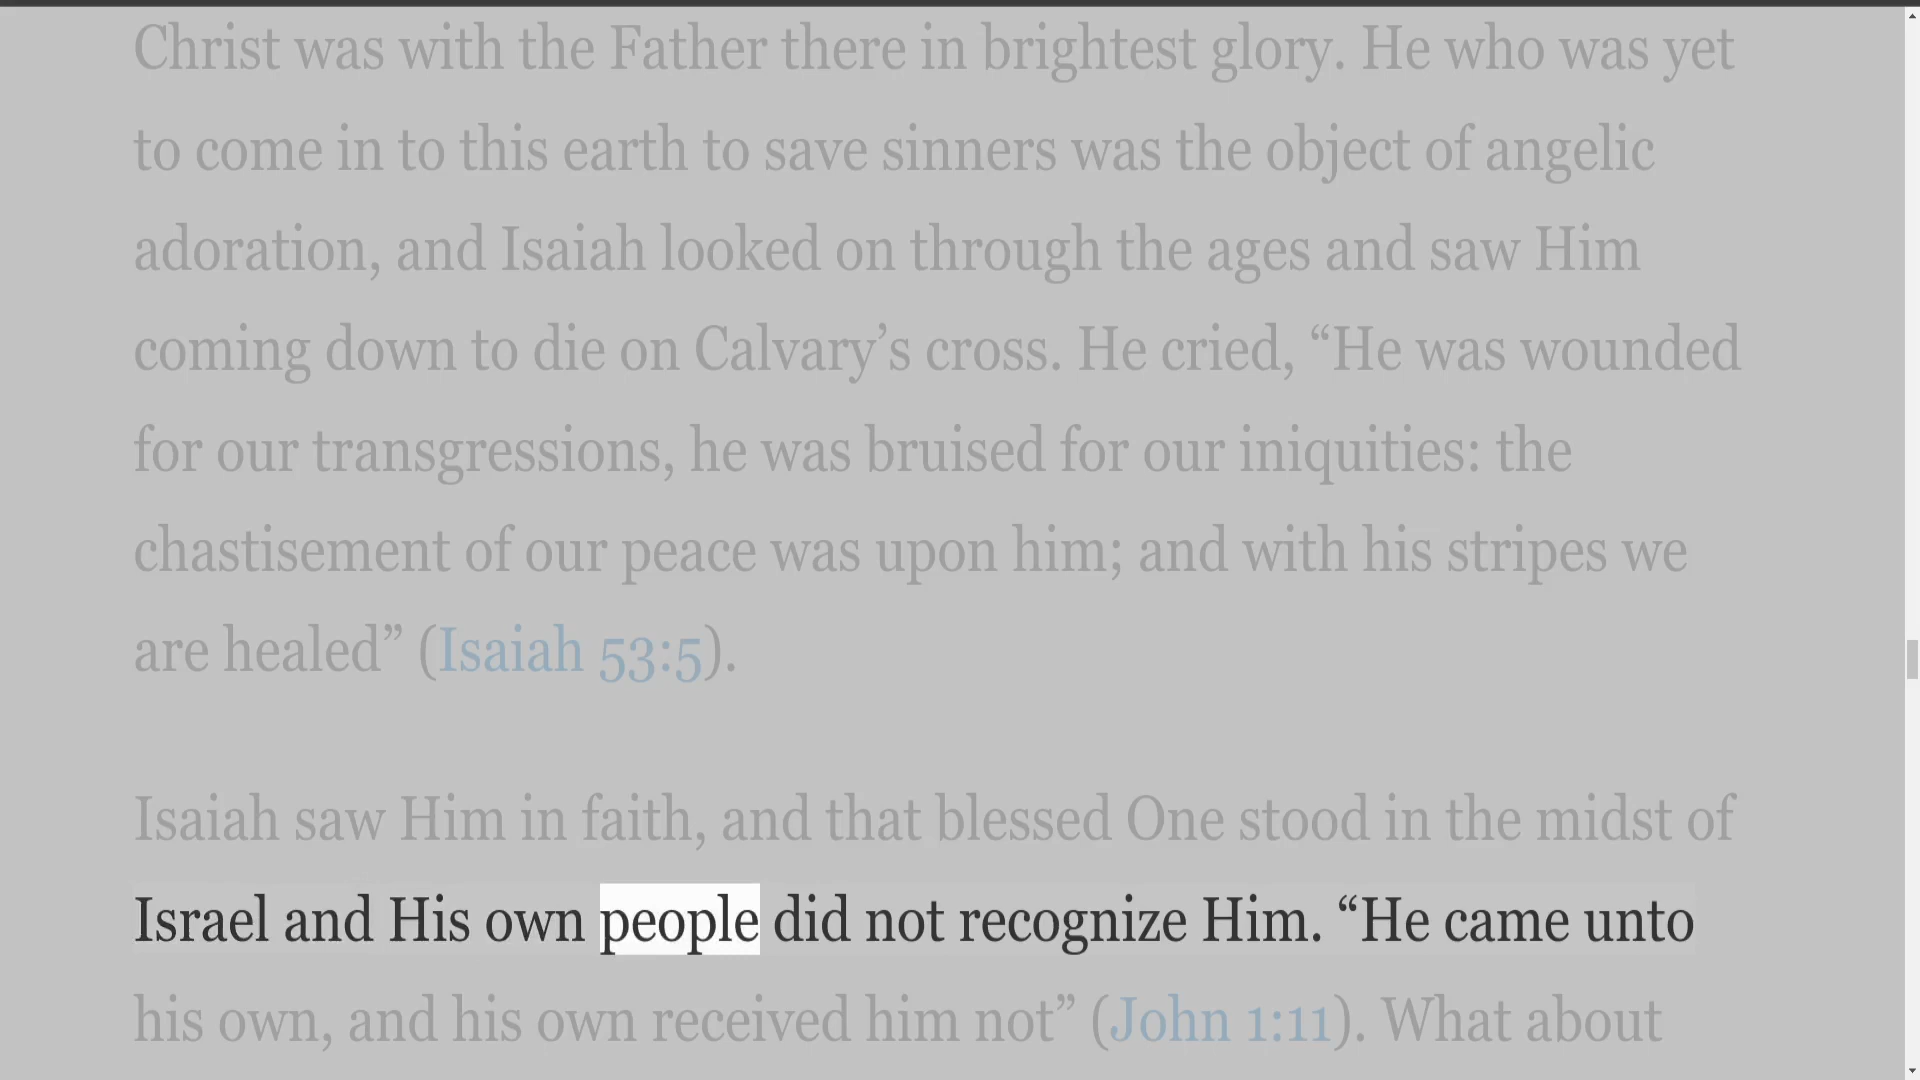 Christ was with the Father there in brightest glory. He who was yet
to come in to this earth to save sinners was the object of angelic
adoration, and Isaiah looked on through the ages and saw Him
coming down to die on Calvary’s cross. He cried, “He was wounded
for our transgressions, he was bruised for our iniquities: the
chastisement of our peace was upon him; and with his stripes we
are healed” (Isaiah 53:5).
Isaiah saw Him in faith, and that blessed One stood in the midst of
Israel and His own people did not recognize Him. “He came unto
his own, and his own received him not” (John 1:11). What about